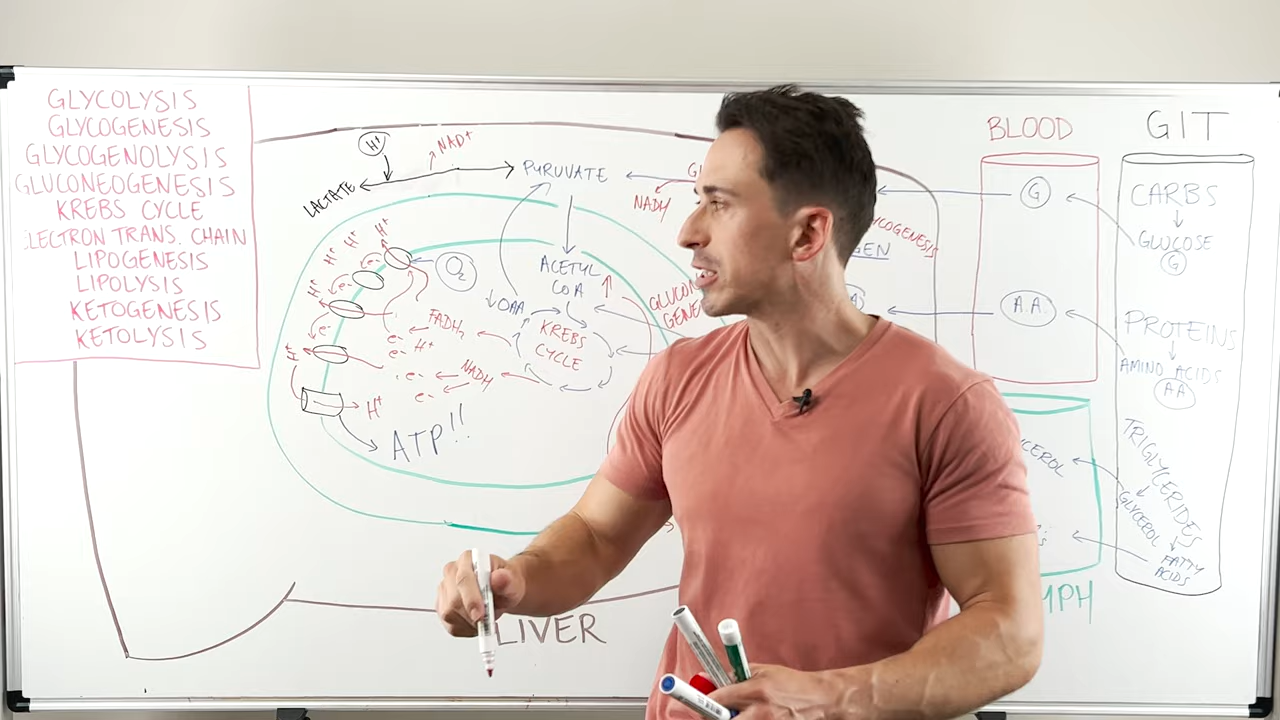 GLYCOLYSIS
GLYCOGENESIS
GLYCOGENOLYSIS
GLUCONEOGENESIS
KREBS CYCLE
ELECTRON TRANS. CHAIN
LIPOGENESIS
LIPOLYSIS
KETOGENESIS
KETOLYSIS
H+
NAD+
LACTATE
PYRUVATE
NADH
H+
H+
H+
H+
H+
e-
e-
e-
O2
ACETYL
COA
OAA
KREBS
CYCLE
FADH2
e- H+
e-
NADH
e-
e-
H+
ATP!!
LIVER
BLOOD
G
A.A.
GIT
CARBS
GLUCOSE
G
PROTEINS
AMINO ACIDS
AA
TRIGLYCERIDES
GLYCEROL
FATTY
ACIDS